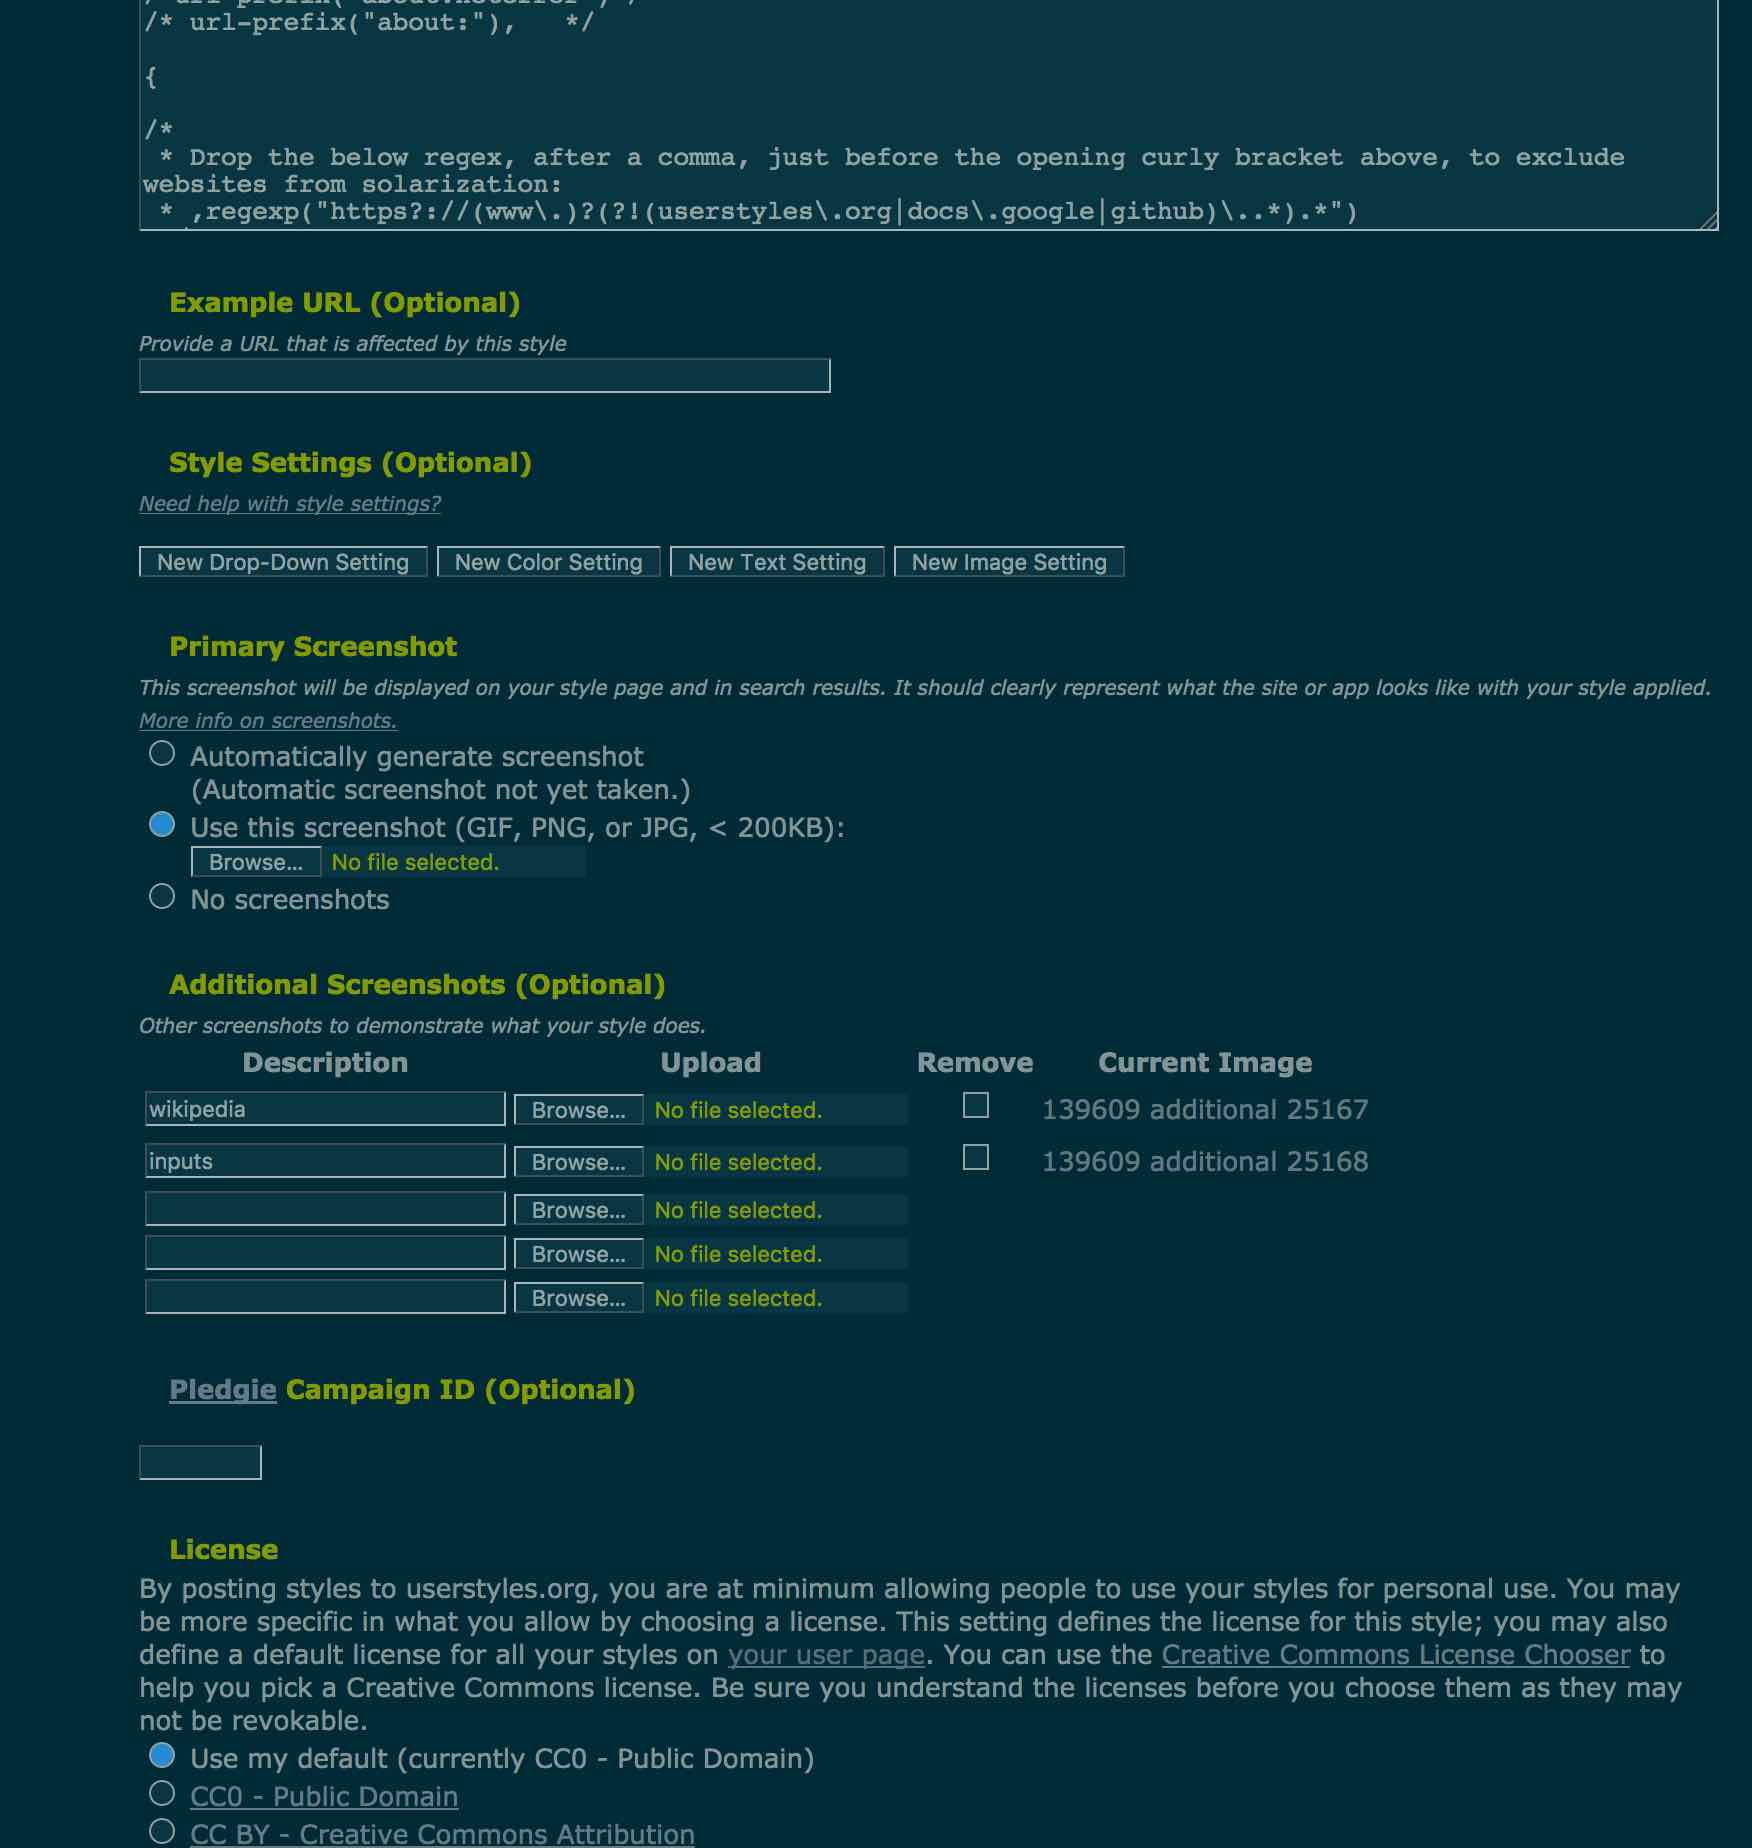 /* url-prefix("about:"),   */
{
/*
 * Drop the below regex, after a comma, just before the opening curly bracket above, to exclude
websites from solarization:
 * ,regexp("https?://(www\.)?(?!(userstyles\.org|docs\.google|github)\..*).*")
Example URL (Optional)
Provide a URL that is affected by this style
Style Settings (Optional)
Need help with style settings?
New Drop-Down Setting New Color Setting New Text Setting New Image Setting
Primary Screenshot
This screenshot will be displayed on your style page and in search results. It should clearly represent what the site or app looks like with your style applied.
More info on screenshots.
Automatically generate screenshot
(Automatic screenshot not yet taken.)
Use this screenshot (GIF, PNG, or JPG, < 200KB):
Browse... No file selected.
No screenshots
Additional Screenshots (Optional)
Other screenshots to demonstrate what your style does.
Description Upload Remove Current Image
wikipedia Browse... No file selected. 139609 additional 25167
inputs Browse... No file selected. 139609 additional 25168
Browse... No file selected.
Browse... No file selected.
Browse... No file selected.
Pledgie Campaign ID (Optional)
License
By posting styles to userstyles.org, you are at minimum allowing people to use your styles for personal use. You may
be more specific in what you allow by choosing a license. This setting defines the license for this style; you may also
define a default license for all your styles on your user page. You can use the Creative Commons License Chooser to
help you pick a Creative Commons license. Be sure you understand the licenses before you choose them as they may
not be revokable.
Use my default (currently CC0 - Public Domain)
CC0 - Public Domain
CC BY - Creative Commons Attribution